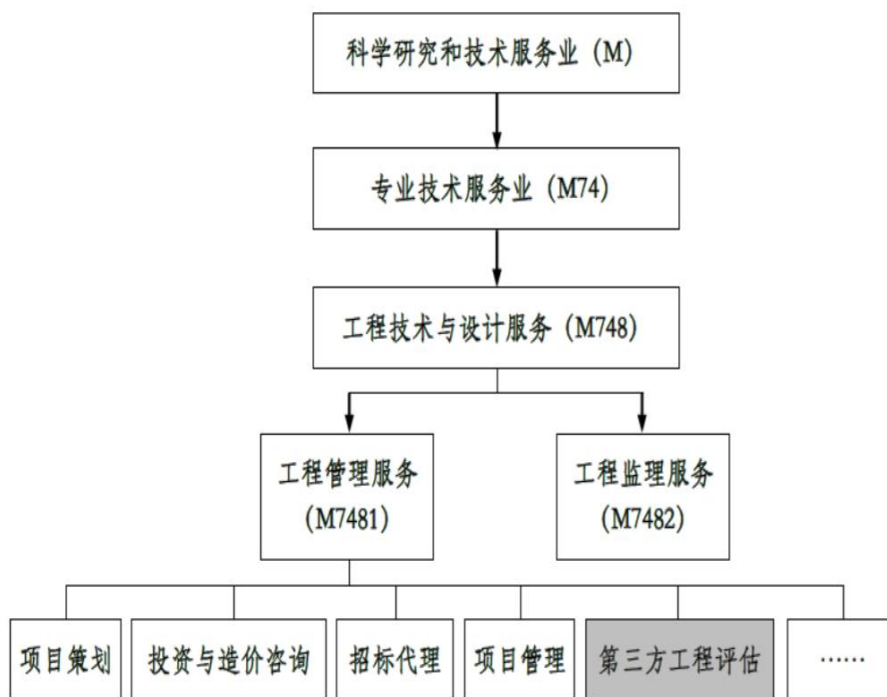 科学研究和技术服务业（M）
专业技术服务业（M74）
工程技术与设计服务（M748）
工程管理服务
（M7481）
工程监理服务
（M7482）
项目策划
投资与造价咨询
招标代理
项目管理
第三方工程评估
……